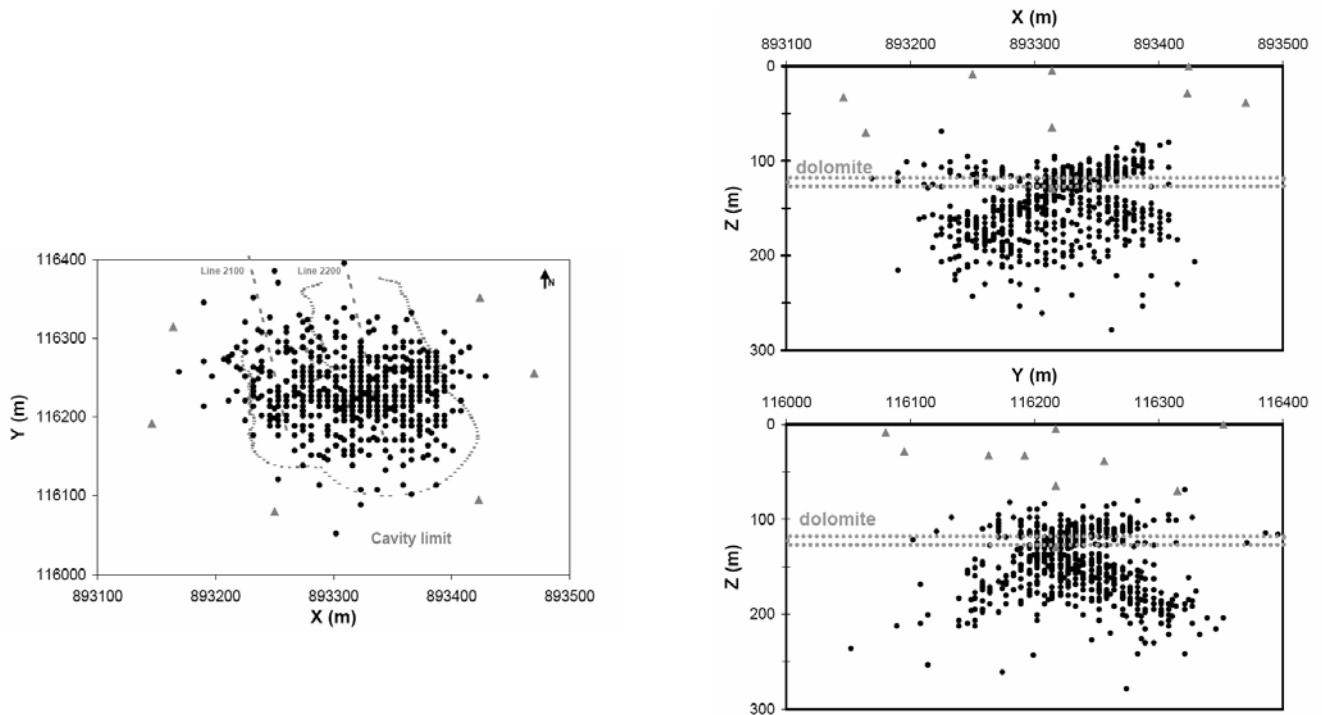 X (m)
893100 893200 893300 893400 893500
0
100
dolomite
Z (m)
200
300
116400
Line 2100
Line 2200
N
116300
Y (m)
116200
116100
Cavity limit
116000
893100 893200 893300 893400 893500
X (m)
Y (m)
116000 116100 116200 116300 116400
0
100
dolomite
Z (m)
200
300